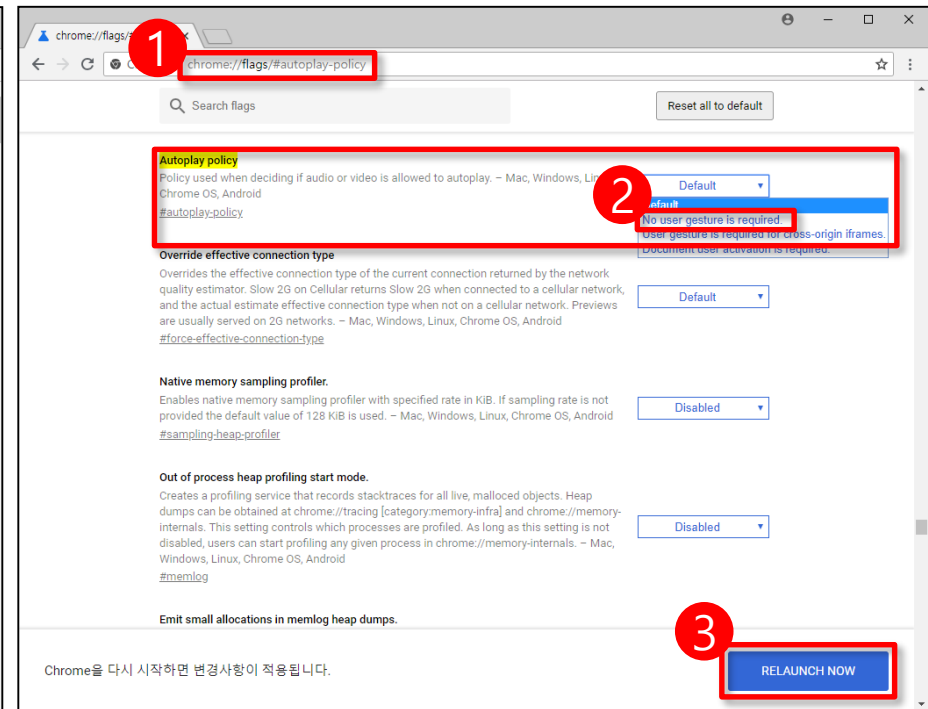 chrome://flags/#
1
chrome://flags/#autoplay-policy
Search flags
Reset all to default
Autoplay policy
Policy used when deciding if audio or video is allowed to autoplay. – Mac, Windows,
Chrome OS, Android
#autoplay-policy
2
Default
Default
No user gesture is required.
User gesture is required for cross-origin iframes.
Document user activation is required.
Override effective connection type
Overrides the effective connection type of the current connection returned by the network
quality estimator. Slow 2G on Cellular returns Slow 2G when connected to a cellular network,
and the actual estimate effective connection type when not on a cellular network. Previews
are usually served on 2G networks. – Mac, Windows, Linux, Chrome OS, Android
#force-effective-connection-type
Default
Native memory sampling profiler.
Enables native memory sampling profiler with specified rate in KiB. If sampling rate is not
provided the default value of 128 KiB is used. – Mac, Windows, Linux, Chrome OS, Android
#sampling-heap-profiler
Disabled
Out of process heap profiling start mode.
Creates a profiling service that records stacktraces for all live, malloced objects. Heap
dumps can be obtained at chrome://tracing [category:memory-infra] and chrome://memory-
internals. This setting controls which processes are profiled. As long as this setting is not
disabled, users can start profiling any given process in chrome://memory-internals. – Mac,
Windows, Linux, Chrome OS, Android
#memlog
Disabled
Emit small allocations in memlog heap dumps.
3
Chrome을 다시 시작하면 변경사항이 적용됩니다.
RELAUNCH NOW